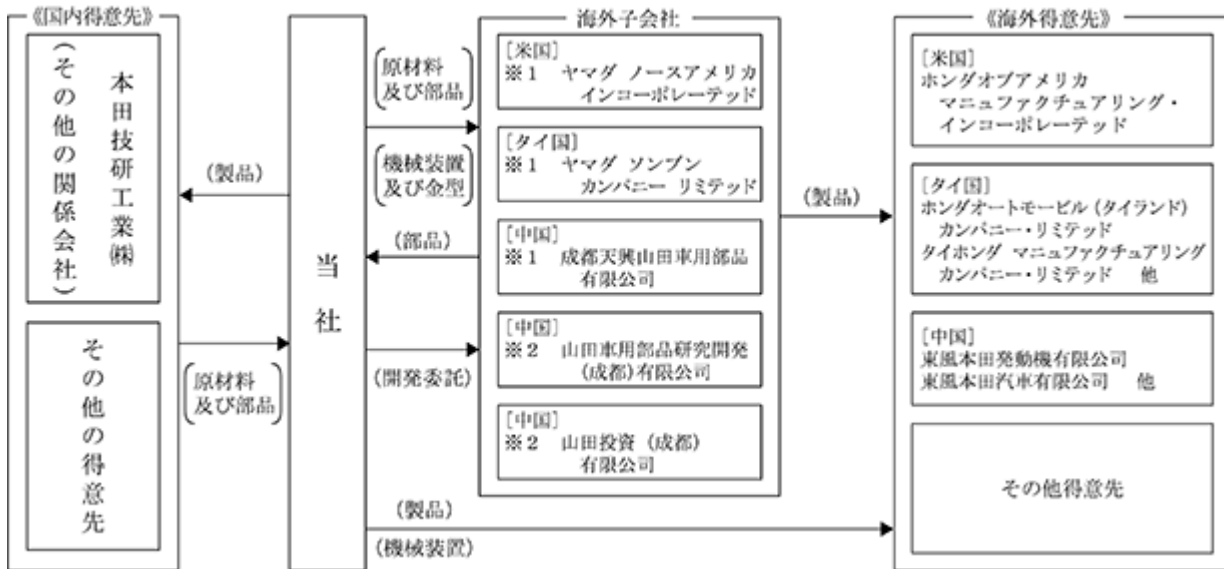 《国内得意先》
本田技研工業㈱
(その他の関係会社)
その他の得意先
(製品)
原材料
及び部品
当社
原材料
及び部品
機械装置
及び金型
(部品)
(開発委託)
(製品)
(機械装置)
海外子会社
[米国]
※1 ヤマダ ノースアメリカ
インコーポレーテッド
[タイ国]
※1 ヤマダ ソンブン
カンパニー リミテッド
[中国]
※1 成都天興山田車用部品
有限公司
[中国]
※2 山田車用部品研究開発
(成都)有限公司
[中国]
※2 山田投資(成都)
有限公司
(製品)
《海外得意先》
[米国]
ホンダオブアメリカ
マニュファクチュアリング・
インコーポレーテッド
[タイ国]
ホンダオートモービル(タイランド)
カンパニー・リミテッド
タイホンダ マニュファクチュアリング
カンパニー・リミテッド 他
[中国]
東風本田発動機有限公司
東風本田汽車有限公司 他
その他得意先